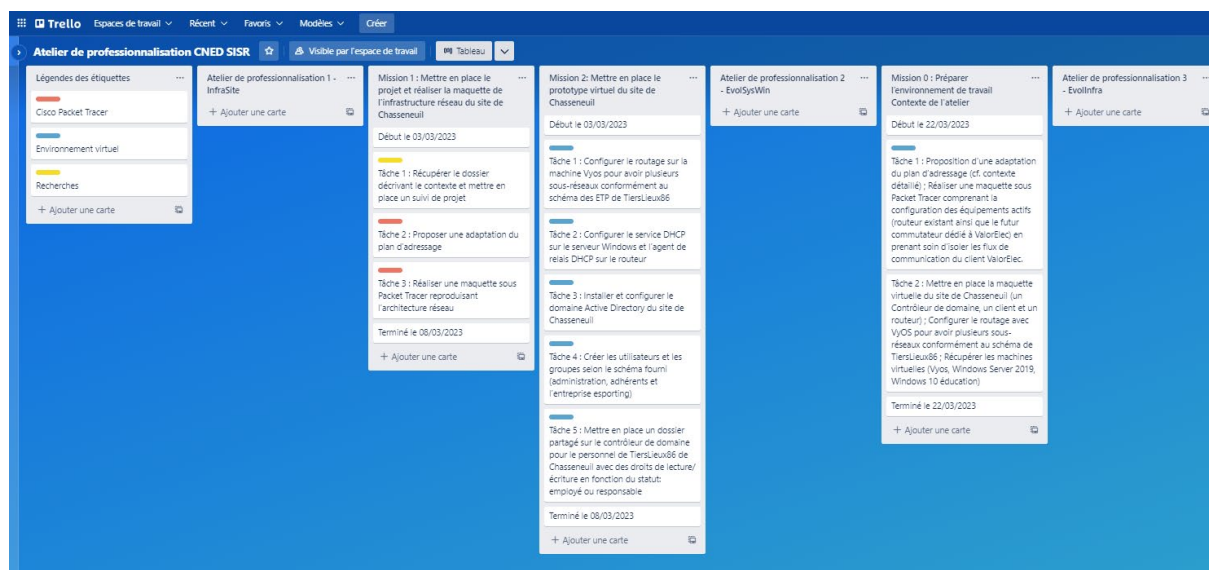 Trello Espaces de travail Récent Favoris Modèles Créer
Atelier de professionnalisation CNED SISR Visible par l'espace de travail Tableau
Légendes des étiquettes
Cisco Packet Tracer
Environnement virtuel
Recherches
+ Ajouter une carte
Atelier de professionnalisation 1 -
InfraSite
+ Ajouter une carte
Mission 1 : Mettre en place le
projet et réaliser la maquette de
l'infrastructure réseau du site de
Chasseneuil
Début le 03/03/2023
Tâche 1 : Récupérer le dossier
décrivant le contexte et mettre en
place un suivi de projet
Tâche 2 : Proposer une adaptation du
plan d'adressage
Tâche 3 : Réaliser une maquette sous
Packet Tracer reproduisant
l'architecture réseau
Terminé le 08/03/2023
+ Ajouter une carte
Mission 2: Mettre en place le
prototype virtuel du site de
Chasseneuil
Début le 03/03/2023
Tâche 1 : Configurer le routage sur la
machine Vyos pour avoir plusieurs
sous-réseaux conformément au
schéma des ETP de TiersLieux86
Tâche 2 : Configurer le service DHCP
sur le serveur Windows et l'agent de
relais DHCP sur le routeur
Tâche 3 : Installer et configurer le
domaine Active Directory du site de
Chasseneuil
Tâche 4 : Créer les utilisateurs et les
groupes selon le schéma fourni
(administration, adhérents et
l'entreprise esporting)
Tâche 5 : Mettre en place un dossier
partagé sur le contrôleur de domaine
pour le personnel de TiersLieux86 de
Chasseneuil avec des droits de lecture/
écriture en fonction du statut:
employé ou responsable
Terminé le 08/03/2023
+ Ajouter une carte
Atelier de professionnalisation 2
- EvolSysWin
+ Ajouter une carte
Mission 0 : Préparer
l'environnement de travail
Contexte de l'atelier
Début le 22/03/2023
Tâche 1 : Proposition d'une adaptation
du plan d'adressage (cf. contexte
détaillé) ; Réaliser une maquette sous
Packet Tracer comprenant la
configuration des équipements actifs
(routeur existant ainsi que le futur
commutateur dédié à ValorElec) en
prenant soin d'isoler les flux de
communication du client ValorElec.
Tâche 2 : Mettre en place la maquette
virtuelle du site de Chasseneuil (un
Contrôleur de domaine, un client et un
routeur) ; Configurer le routage avec
VyOS pour avoir plusieurs sous-
réseaux conformément au schéma de
TiersLieux86 ; Récupérer les machines
virtuelles (Vyos, Windows Server 2019,
Windows 10 éducation)
Terminé le 22/03/2023
+ Ajouter une carte
Atelier de professionnalisation 3
- EvolInfra
+ Ajouter une carte